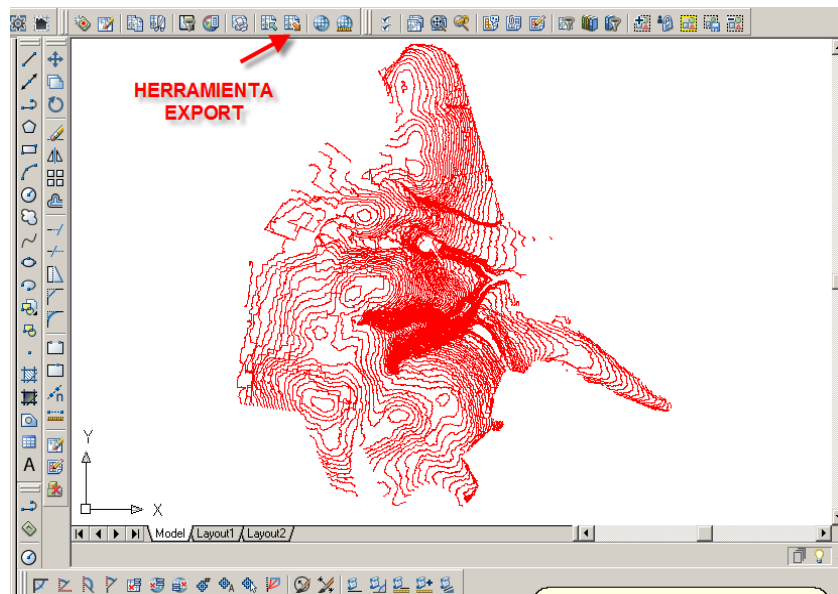 HERRAMIENTA
EXPORT
Y
X
Model
Layout1
Layout2
A